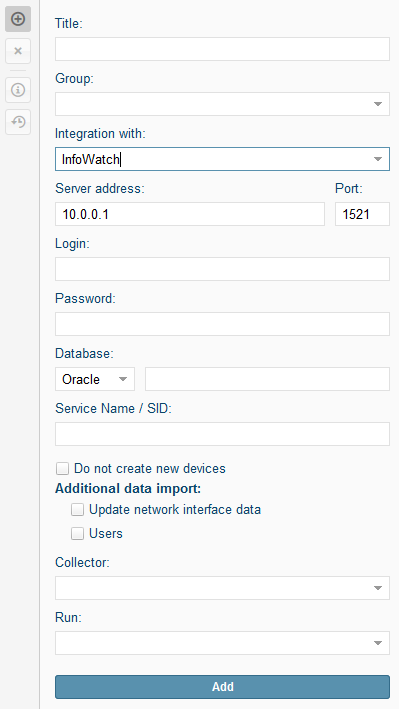 Title:
Group:
Integration with:
InfoWatch
Server address: Port:
10.0.0.1 1521
Login:
Password:
Database:
Oracle
Service Name / SID:
Do not create new devices
Additional data import:
Update network interface data
Users
Collector:
Run:
Add